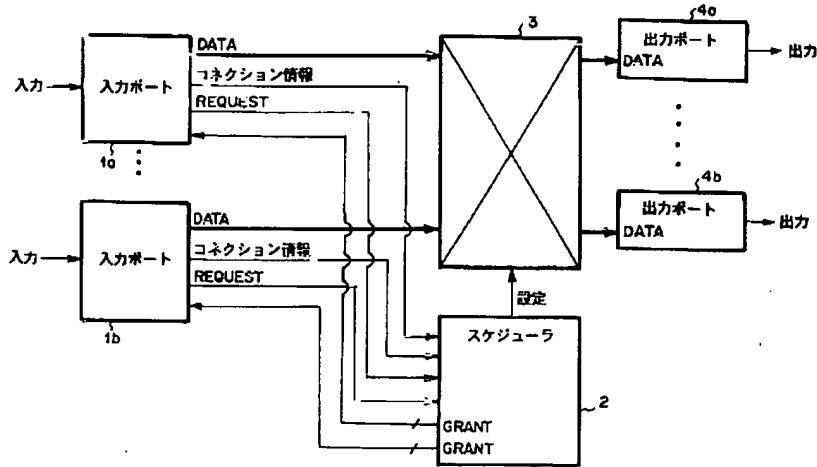 3
4a
DATA
出力ポート
DATA
出力
入力
入力ポート
コネクション情報
REQUEST
1a
4b
DATA
出力ポート
DATA
出力
入力
入力ポート
コネクション情報
REQUEST
1b
設定
スケジューラ
2
GRANT
GRANT